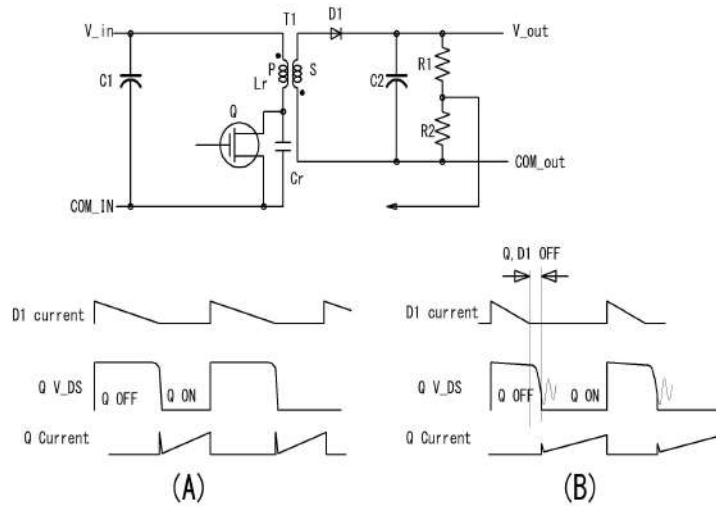 T1 D1
V_in V_out
P S
Lr
C1 C2 R1
Q
R2
Cr COM_out
COM_IN
Q,D1 OFF
D1 current D1 current
Q V_DS Q OFF Q ON Q V_DS Q OFF Q ON
Q Current Q Current
(A) (B)